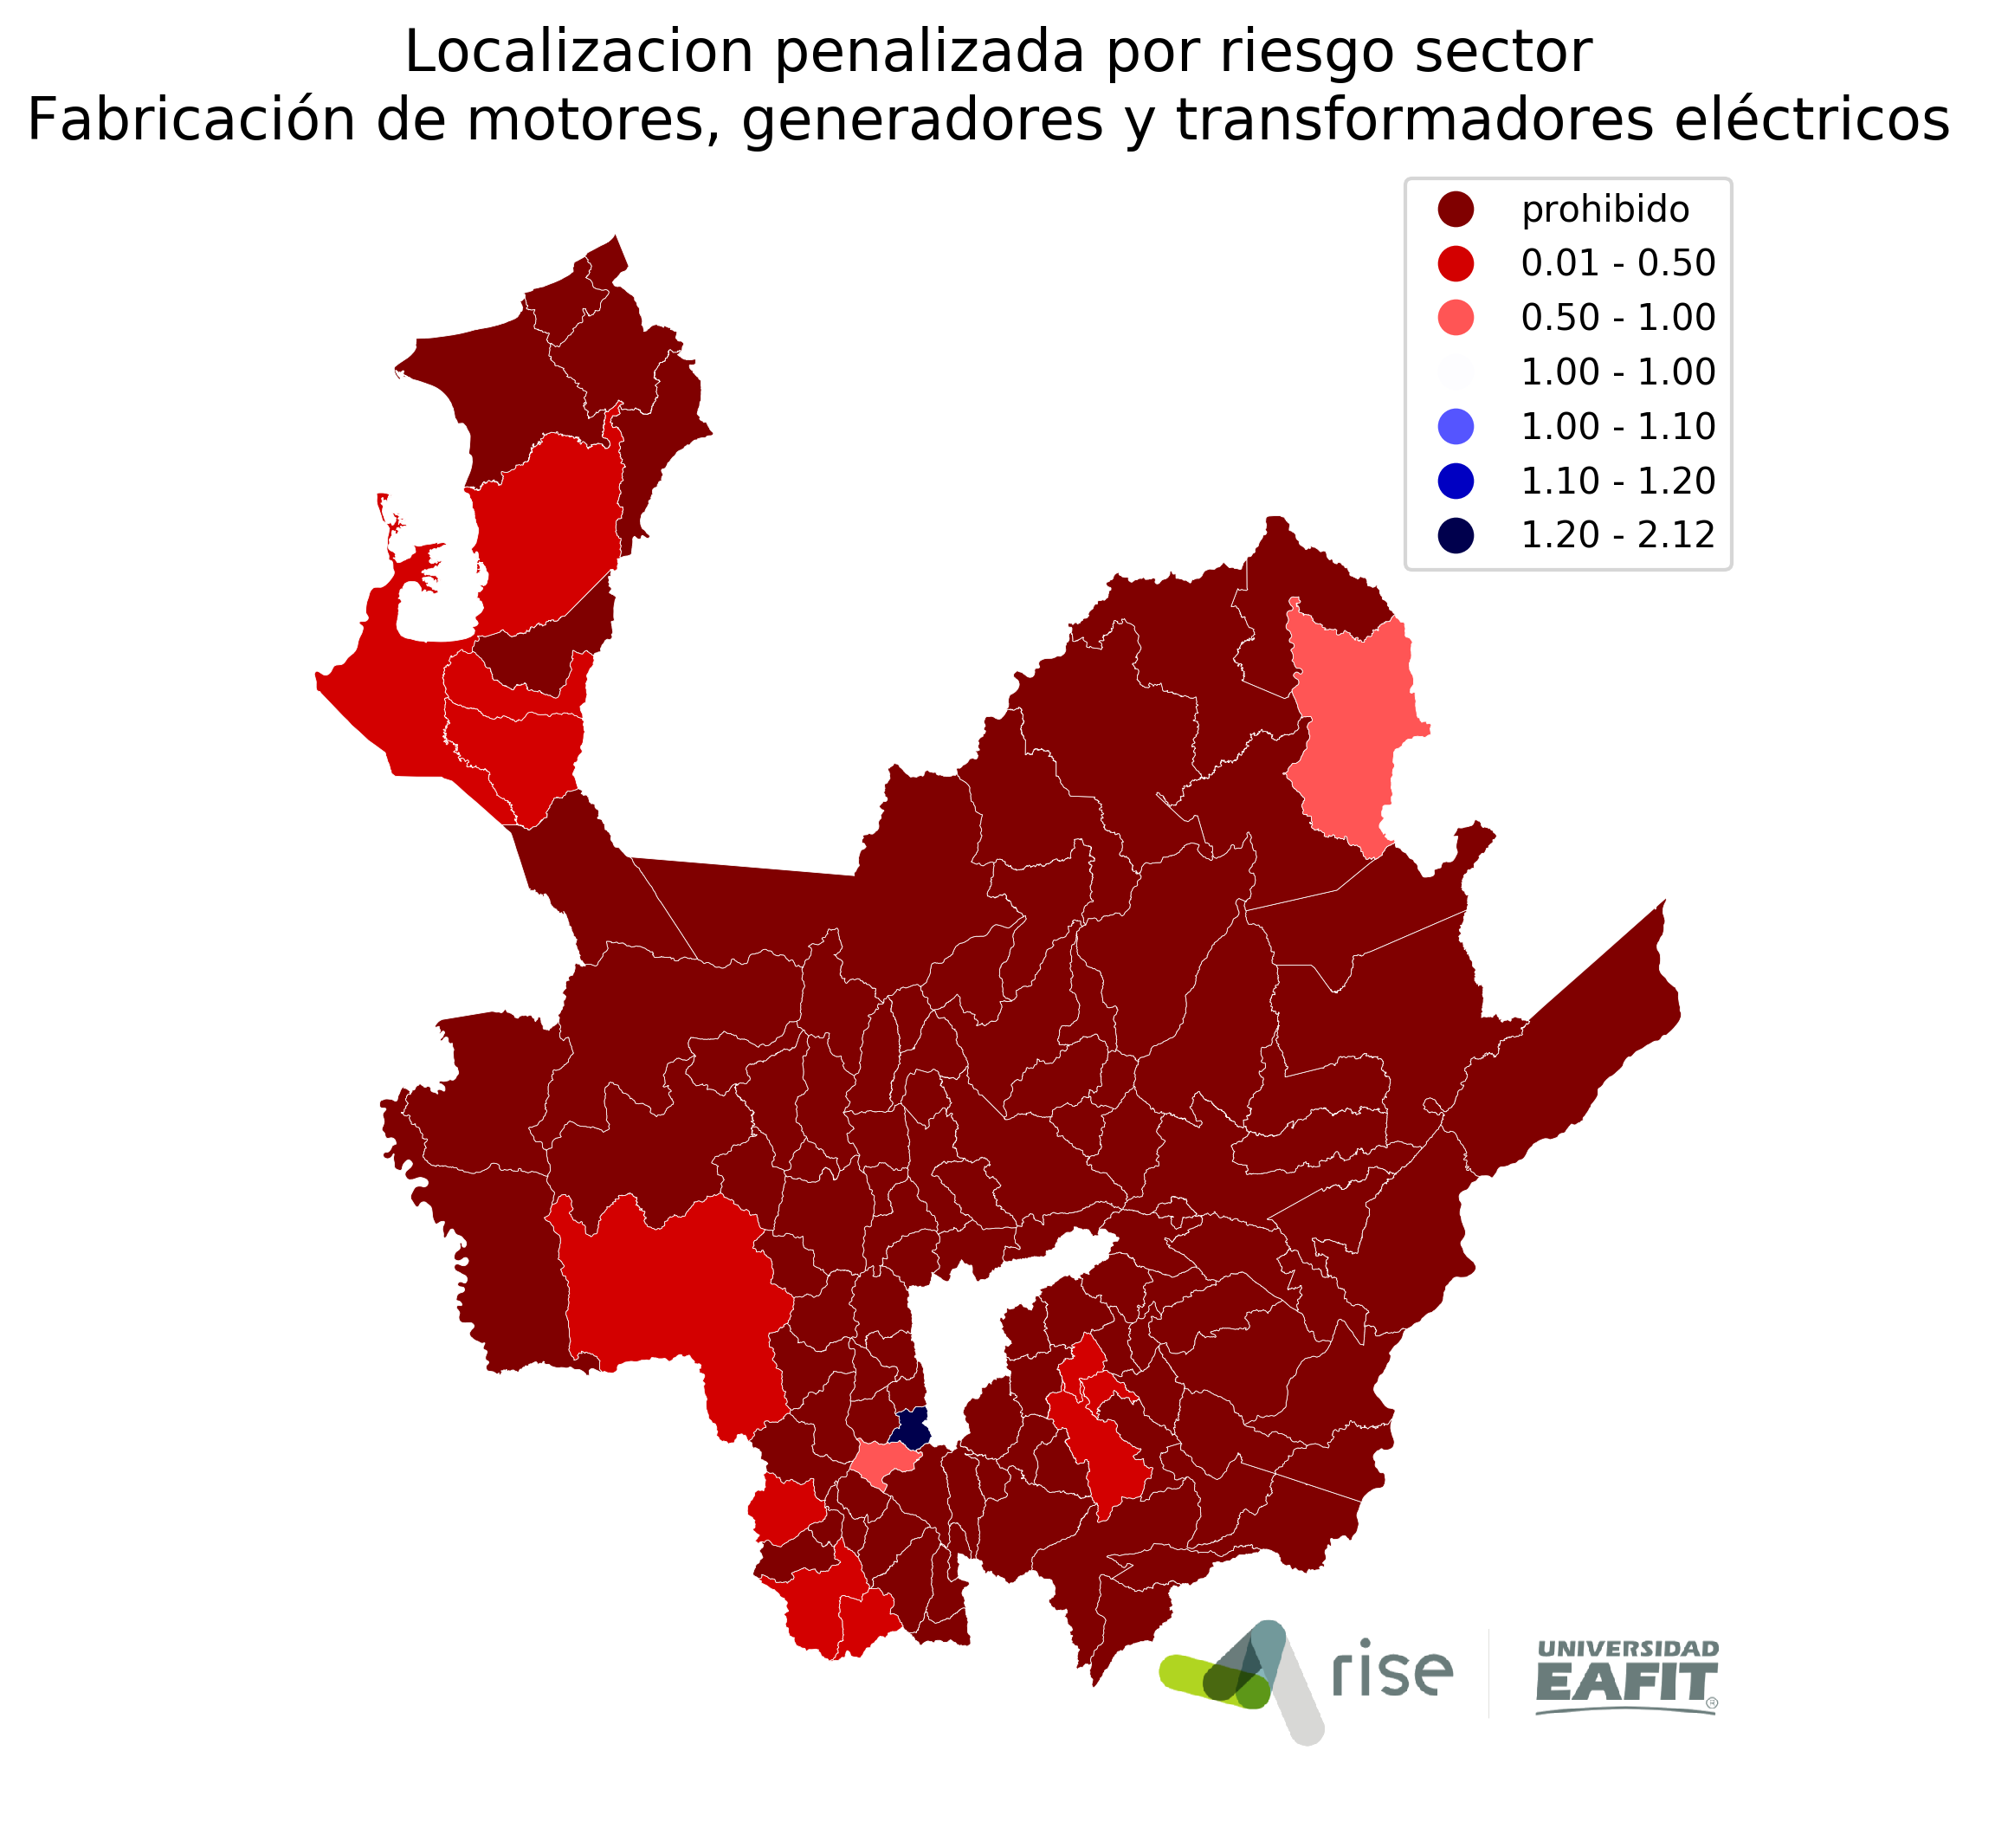 Localizacion penalizada por riesgo sector
Fabricación de motores, generadores y transformadores eléctricos
prohibido
0.01 - 0.50
0.50 - 1.00
1.00 - 1.00
1.00 - 1.10
1.10 - 1.20
1.20 - 2.12
rise
UNIVERSIDAD
EAFIT®